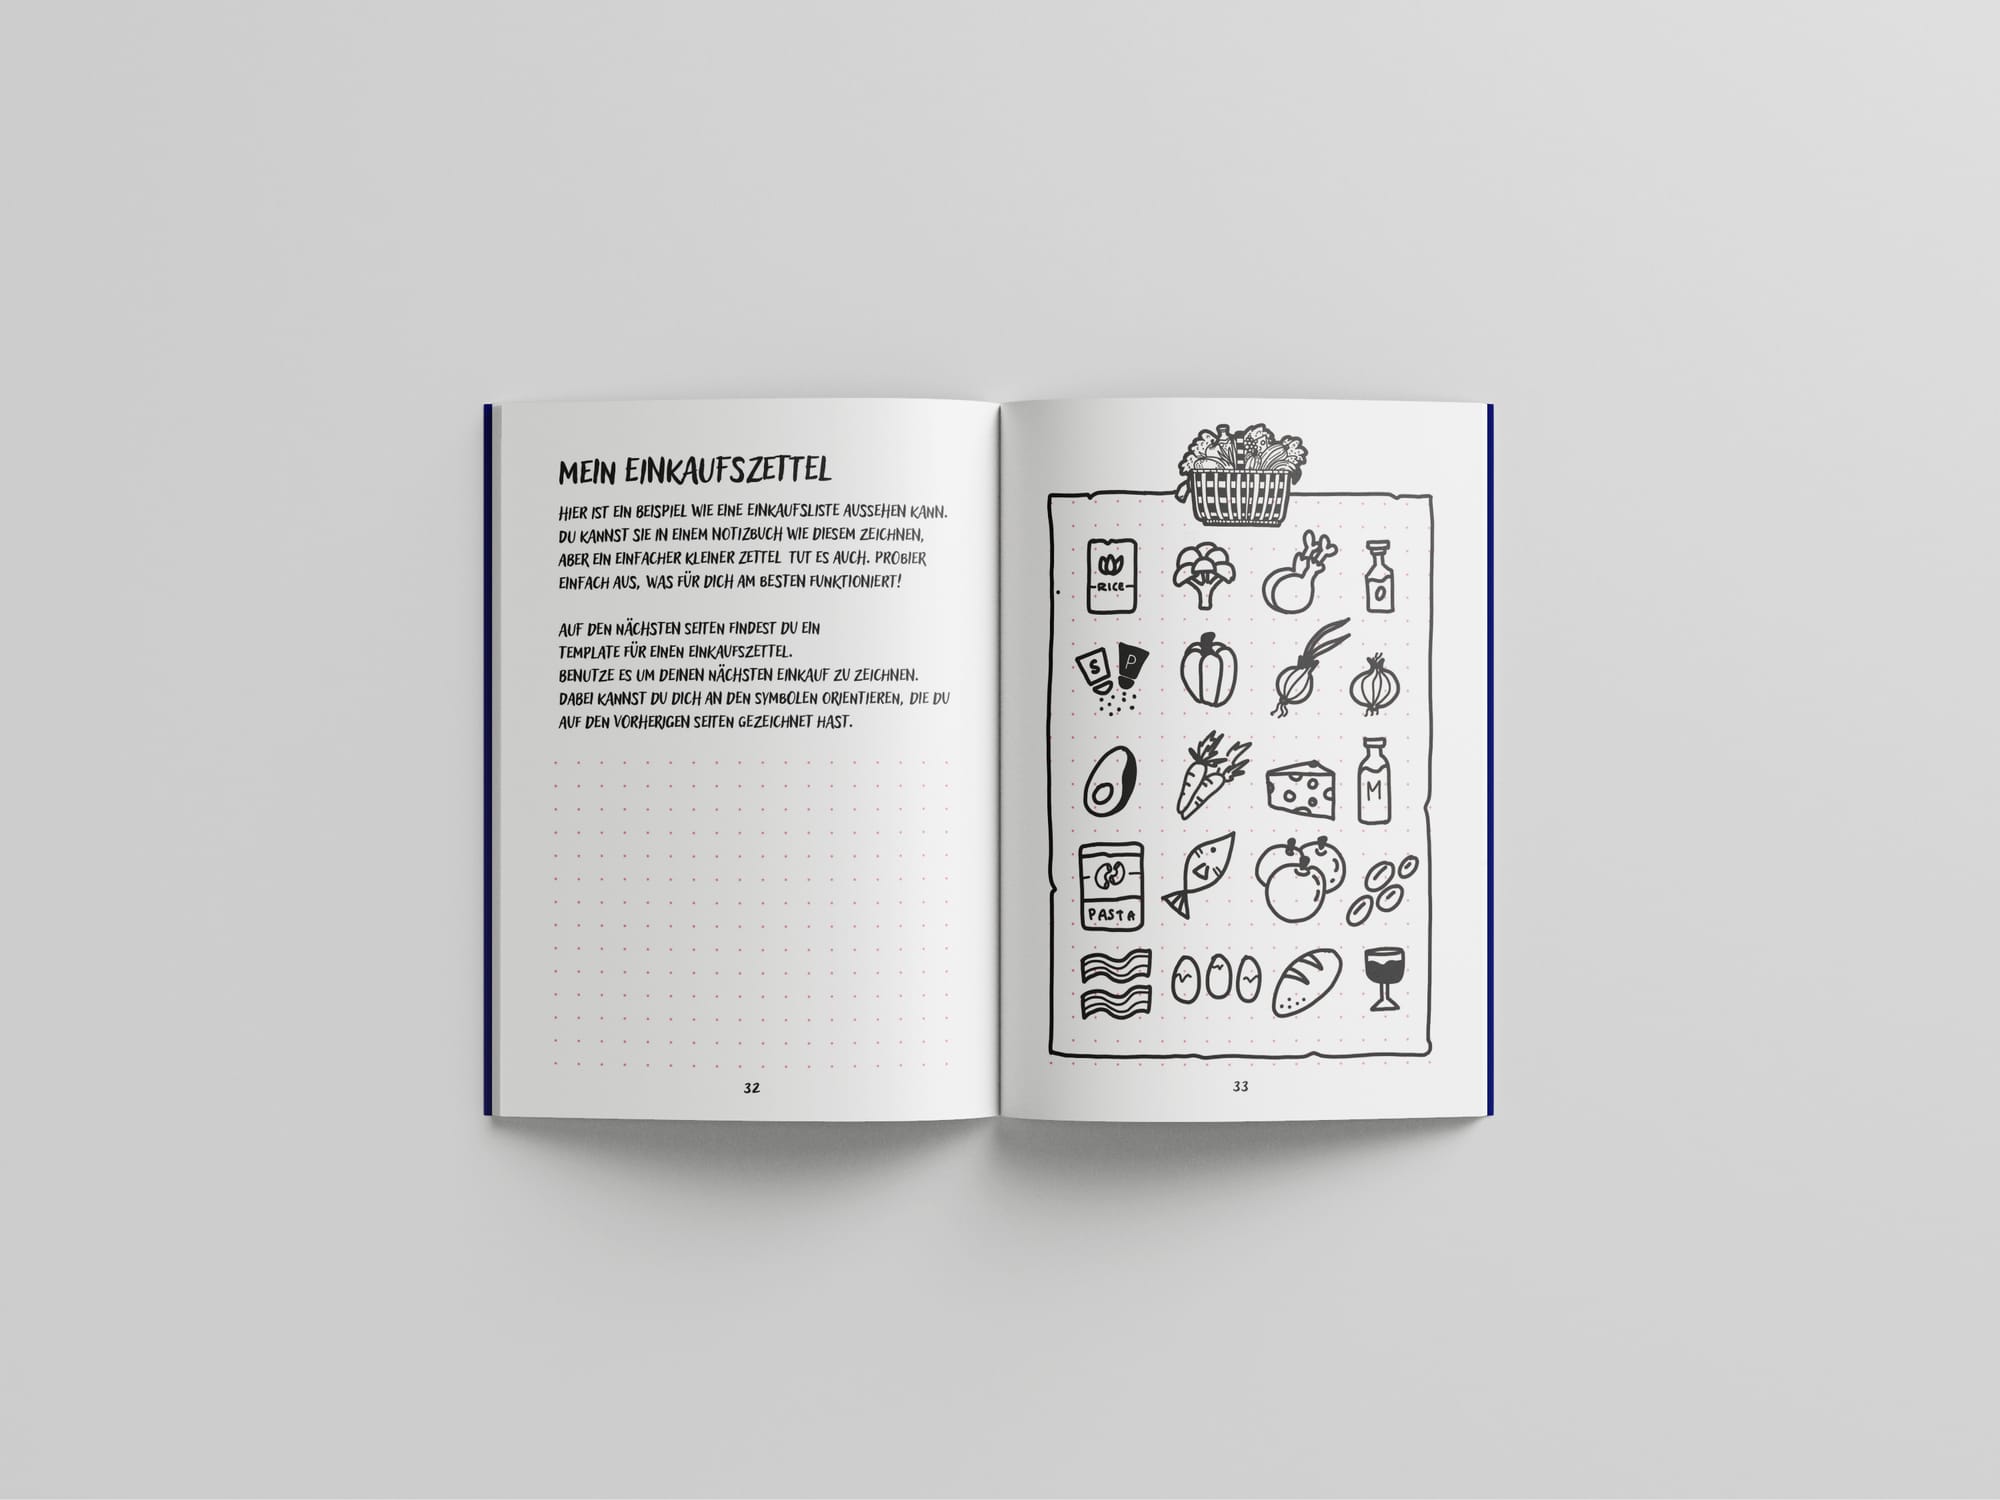 MEIN EINKAUFSZETTEL
HIER IST EIN BEISPIEL WIE EINE EINKAUFSLISTE AUSSEHEN KANN.
DU KANNST SIE IN EINEM NOTIZBUCH WIE DIESEM ZEICHNEN,
ABER EIN EINFACHER KLEINER ZETTEL TUT ES AUCH. PROBIER
EINFACH AUS, WAS FÜR DICH AM BESTEN FUNKTIONIERT!
AUF DEN NÄCHSTEN SEITEN FINDEST DU EIN
TEMPLATE FÜR EINEN EINKAUFSZETTEL.
BENUTZE ES UM DEINEN NÄCHSTEN EINKAUF ZU ZEICHNEN.
DABEI KANNST DU DICH AN DEN SYMBOLEN ORIENTIEREN, DIE DU
AUF DEN VORHERIGEN SEITEN GEZEICHNET HAST.
32
RICE
O
S P
M
PASTA
33